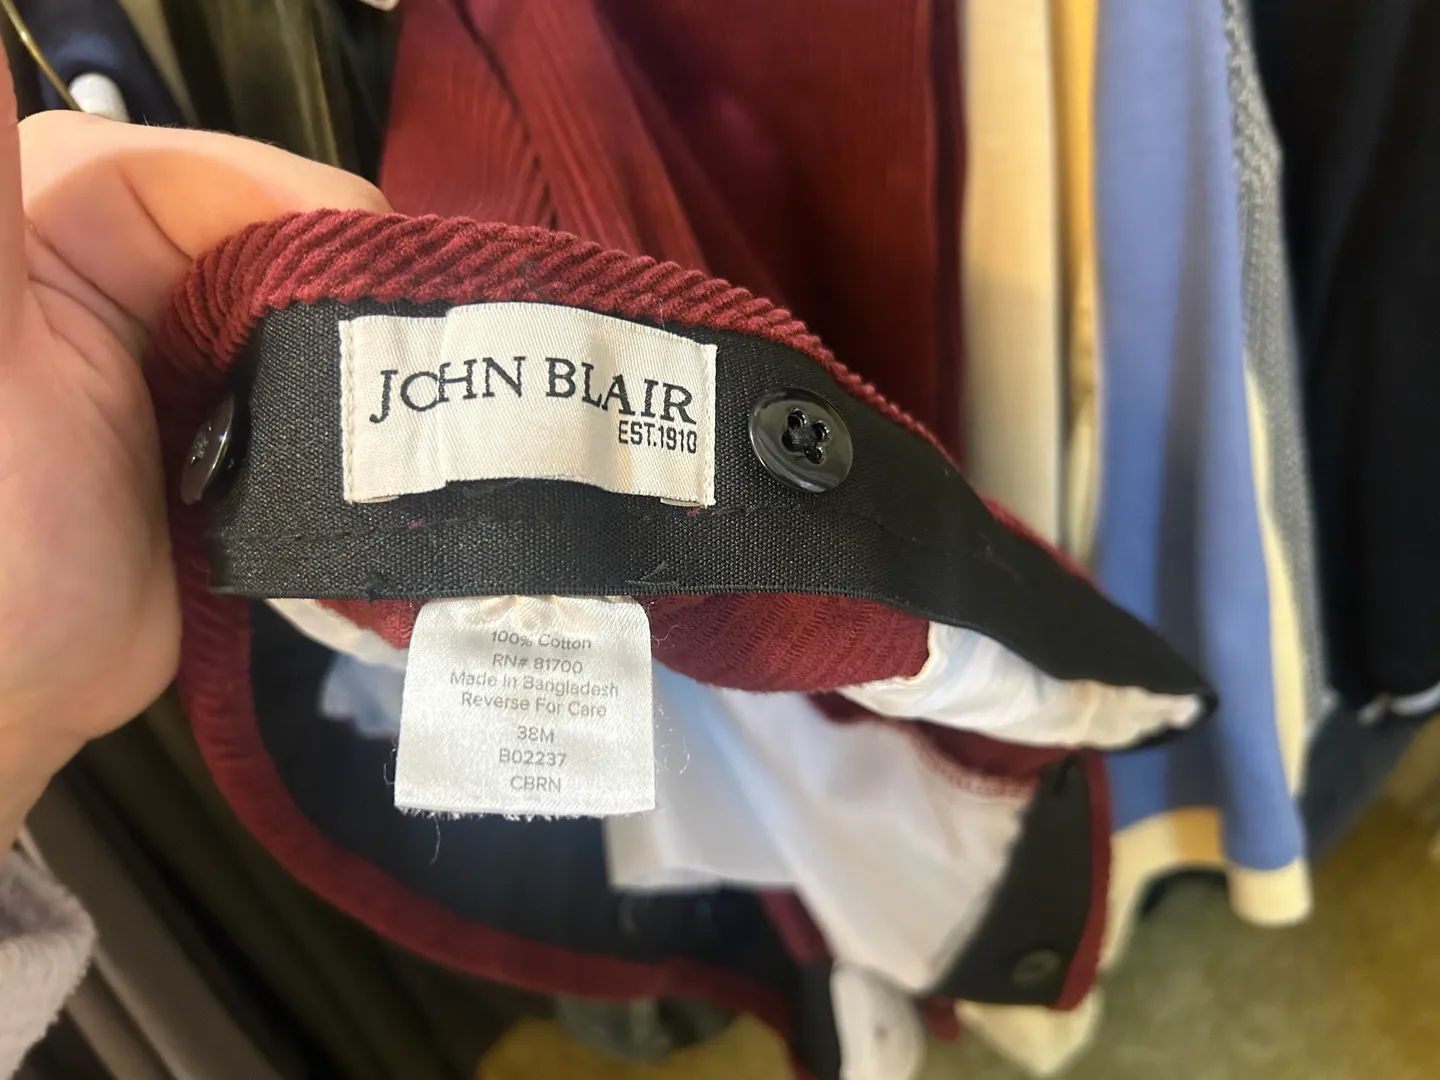 JOHN BLAIR
EST.1910
100% Cotton
RN# 81700
Made In Bangladesh
Reverse For Care
38M
B02237
CBRN